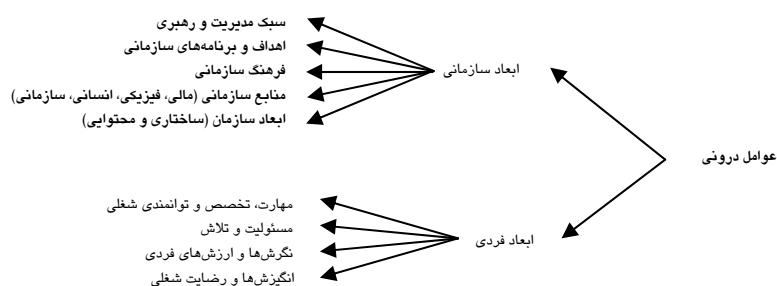 عوامل درونی
ابعاد سازمانی
سبک مدیریت و رهبری
اهداف و برنامه‌های سازمانی
فرهنگ سازمانی
منابع سازمانی (مالی، فیزیکی، انسانی، سازمانی)
ابعاد سازمان (ساختاری و محتوایی)
ابعاد فردی
مهارت، تخصص و توانمندی شغلی
مسئولیت و تلاش
نگرش‌ها و ارزش‌های فردی
انگیزش‌ها و رضایت شغلی